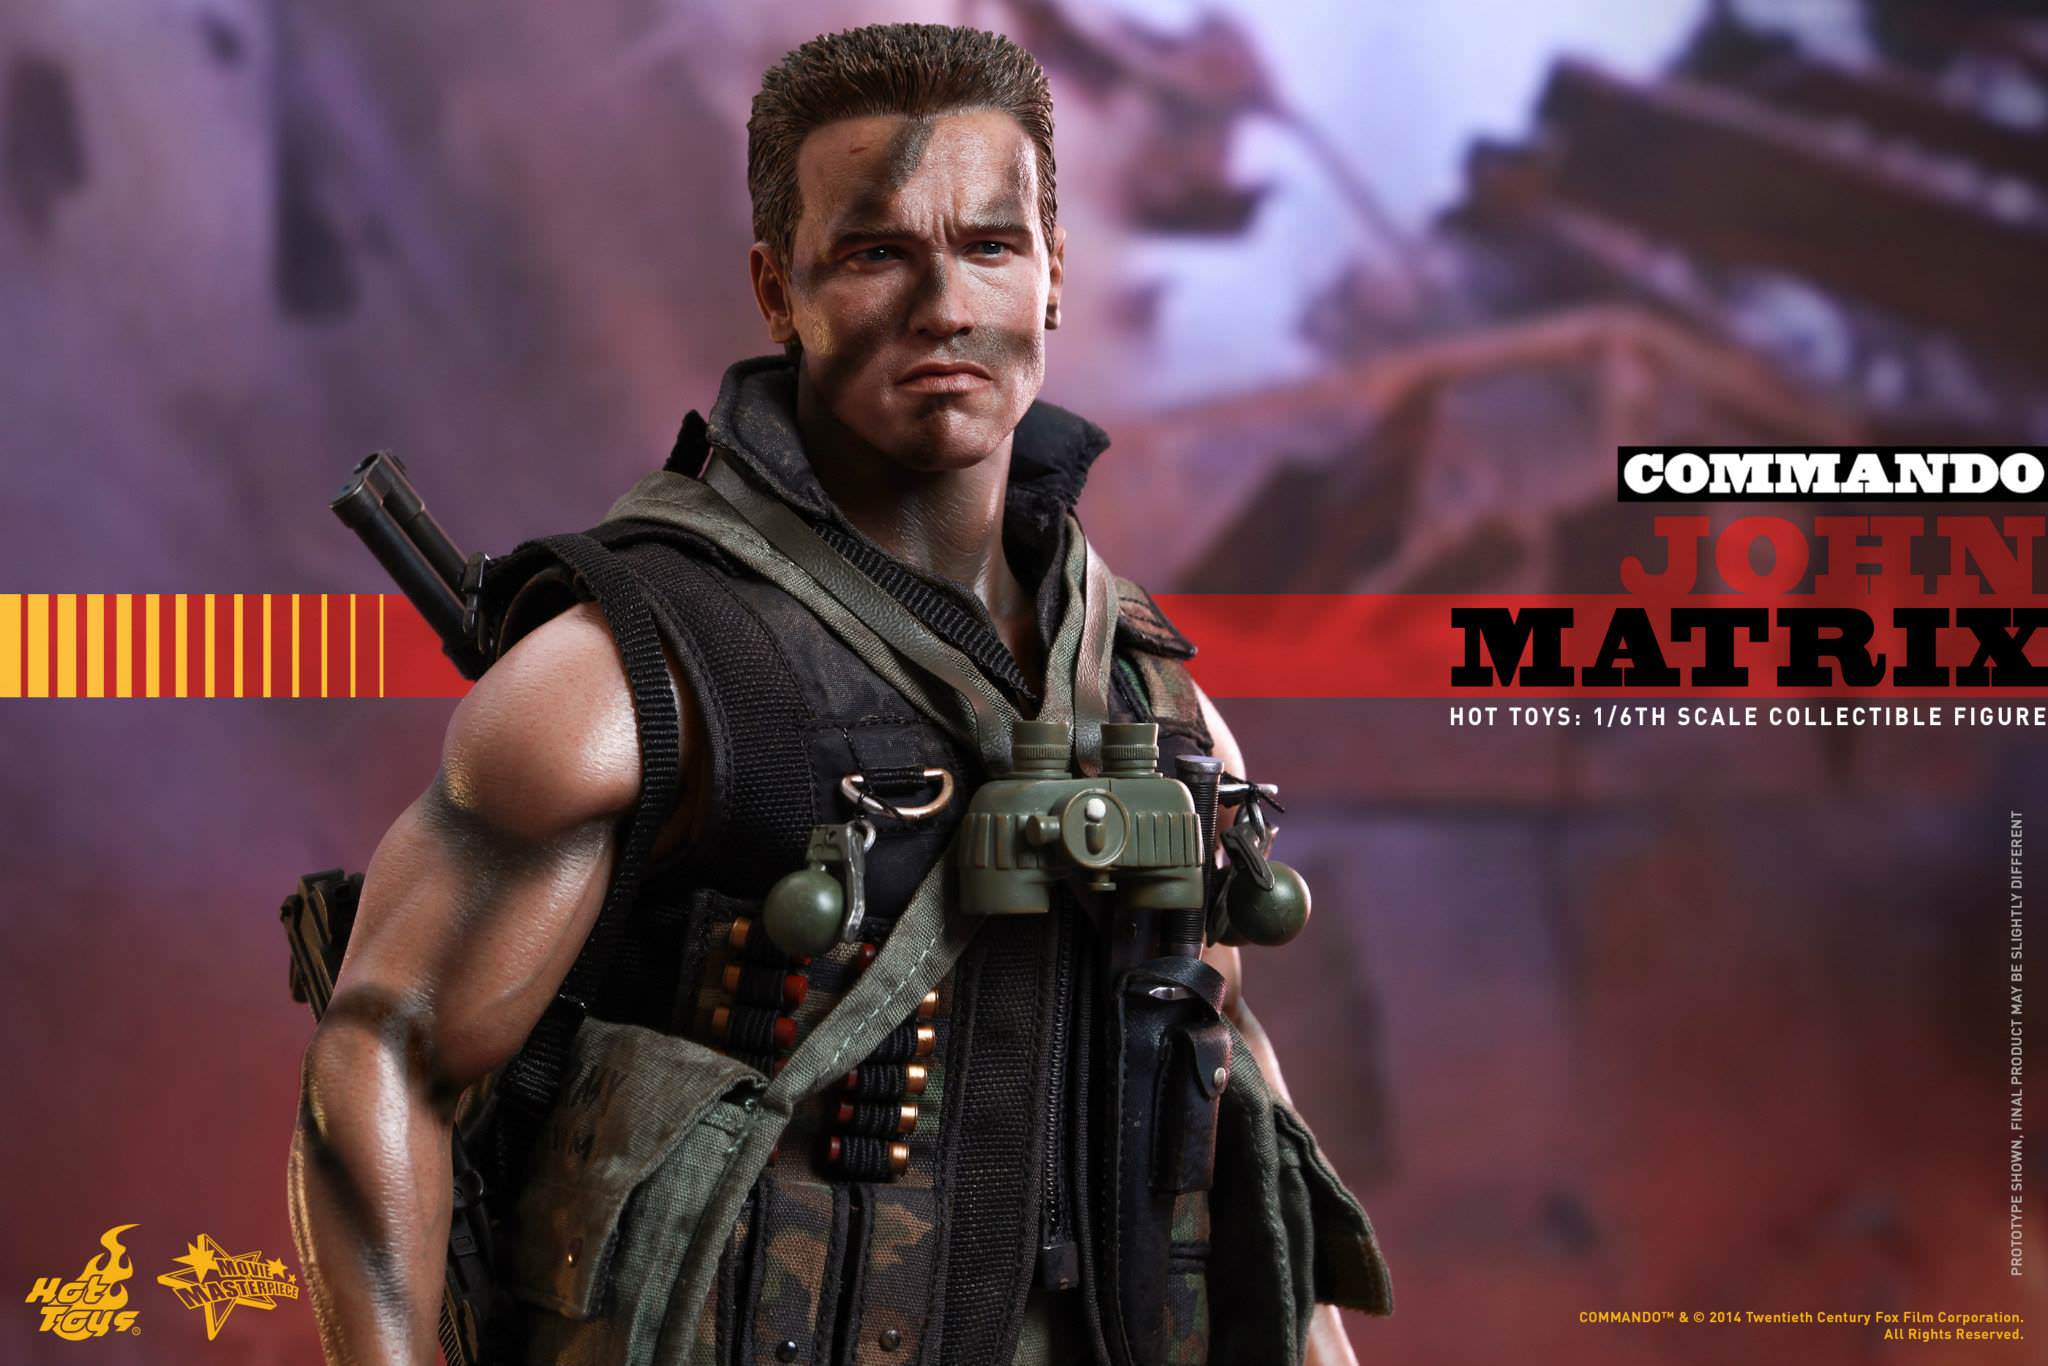 COMMANDO
JOHN
MATRIX
HOT TOYS: 1/6TH SCALE COLLECTIBLE FIGURE
PROTOTYPE SHOWN, FINAL PRODUCT MAY BE SLIGHTLY DIFFERENT
Hot
Toys®
MOVIE
MASTERPIECE
COMMANDO™ & © 2014 Twentieth Century Fox Film Corporation.
All Rights Reserved.